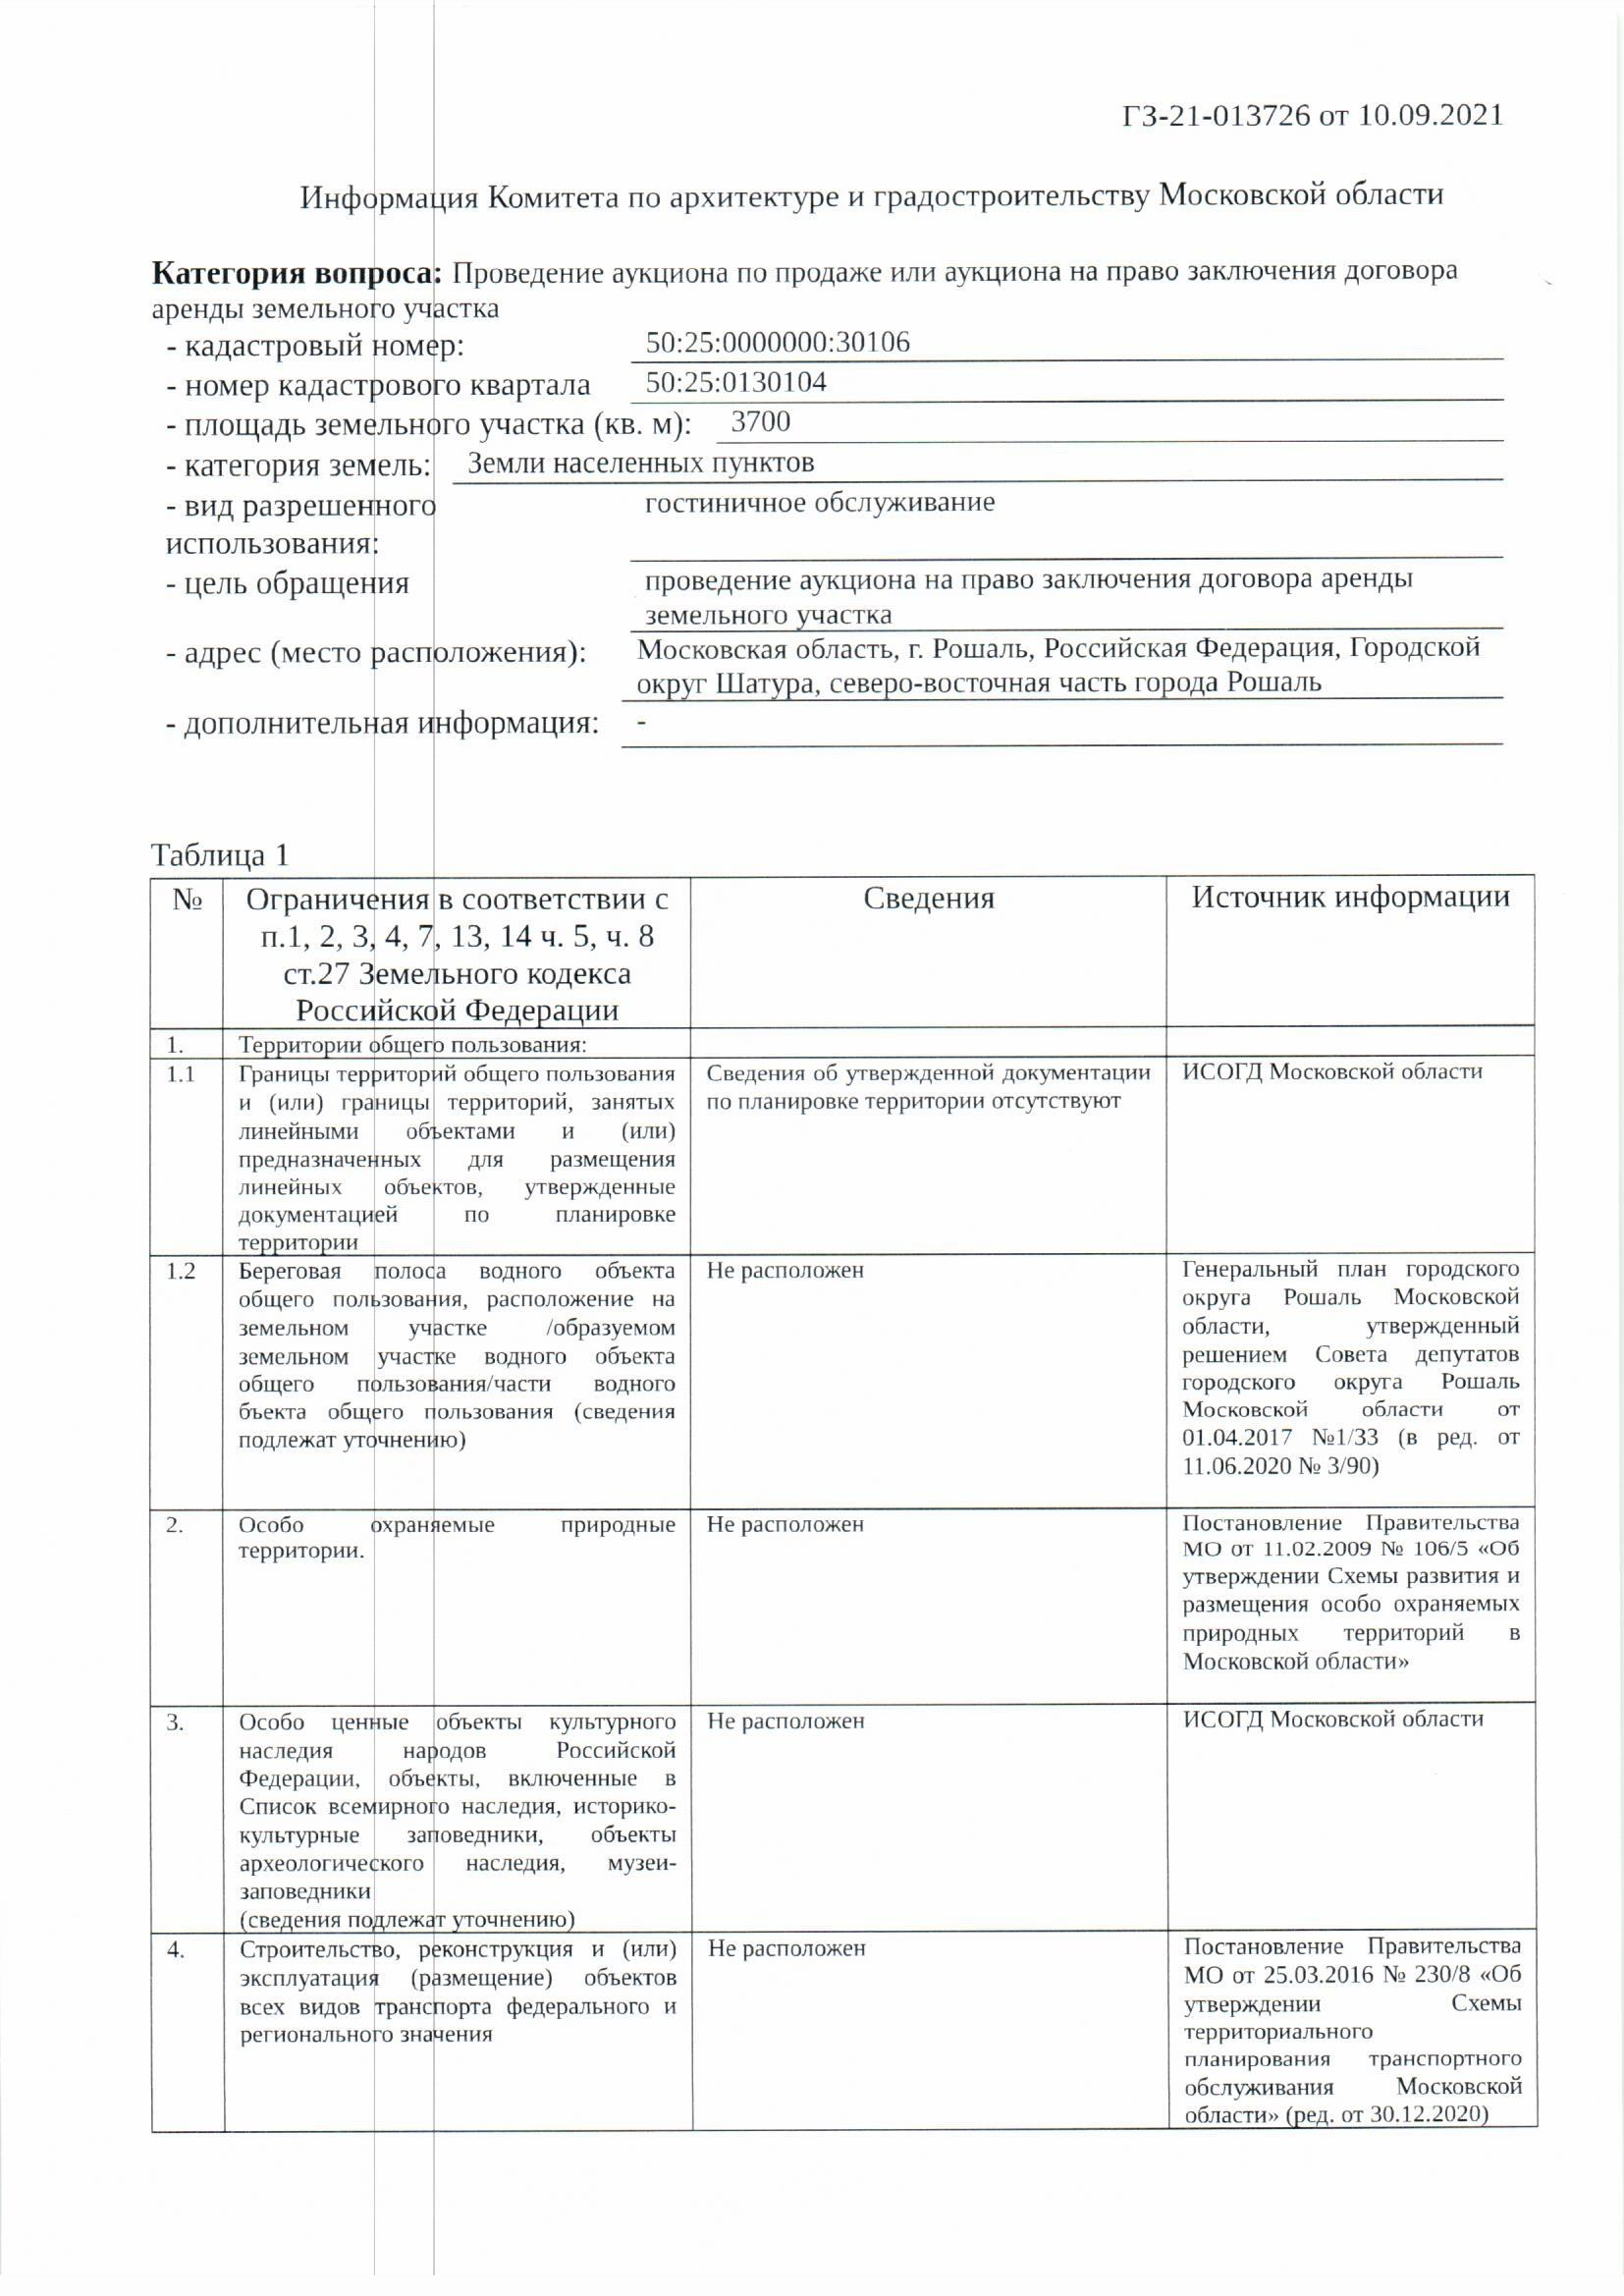 ГЗ-21-013726 от 10.09.2021
Информация Комитета по архитектуре и градостроительству Московской области
Категория вопроса: Проведение аукциона по продаже или аукциона на право заключения договора
аренды земельного участка
- кадастровый номер: 50:25:0000000:30106
- номер кадастрового квартала 50:25:0130104
- площадь земельного участка (кв. м): 3700
- категория земель: Земли населенных пунктов
- вид разрешенного гостиничное обслуживание
использования:
- цель обращения проведение аукциона на право заключения договора аренды
земельного участка
- адрес (место расположения): Московская область, г. Рошаль, Российская Федерация, Городской
округ Шатура, северо-восточная часть города Рошаль
- дополнительная информация: -
Таблица 1
№
Ограничения в соответствии с
п.1, 2, 3, 4, 7, 13, 14 ч. 5, ч. 8
ст.27 Земельного кодекса
Российской Федерации
Сведения
Источник информации
1.
Территории общего пользования:
1.1
Границы территорий общего пользования
и (или) границы территорий, занятых
линейными объектами и (или)
предназначенных для размещения
линейных объектов, утвержденные
документацией по планировке
территории
Сведения об утвержденной документации
по планировке территории отсутствуют
ИСОГД Московской области
1.2
Береговая полоса водного объекта
общего пользования, расположение на
земельном участке /образуемом
земельном участке водного объекта
общего пользования/части водного
бъекта общего пользования (сведения
подлежат уточнению)
Не расположен
Генеральный план городского
округа Рошаль Московской
области, утвержденный
решением Совета депутатов
городского округа Рошаль
Московской области от
01.04.2017 №1/33 (в ред. от
11.06.2020 № 3/90)
2.
Особо охраняемые природные
территории.
Не расположен
Постановление Правительства
МО от 11.02.2009 № 106/5 «Об
утверждении Схемы развития и
размещения особо охраняемых
природных территорий в
Московской области»
3.
Особо ценные объекты культурного
наследия народов Российской
Федерации, объекты, включенные в
Список всемирного наследия, историко-
культурные заповедники, объекты
археологического наследия, музеи-
заповедники
(сведения подлежат уточнению)
Не расположен
ИСОГД Московской области
4.
Строительство, реконструкция и (или)
эксплуатация (размещение) объектов
всех видов транспорта федерального и
регионального значения
Не расположен
Постановление Правительства
МО от 25.03.2016 № 230/8 «Об
утверждении Схемы
территориального
планирования транспортного
обслуживания Московской
области» (ред. от 30.12.2020)